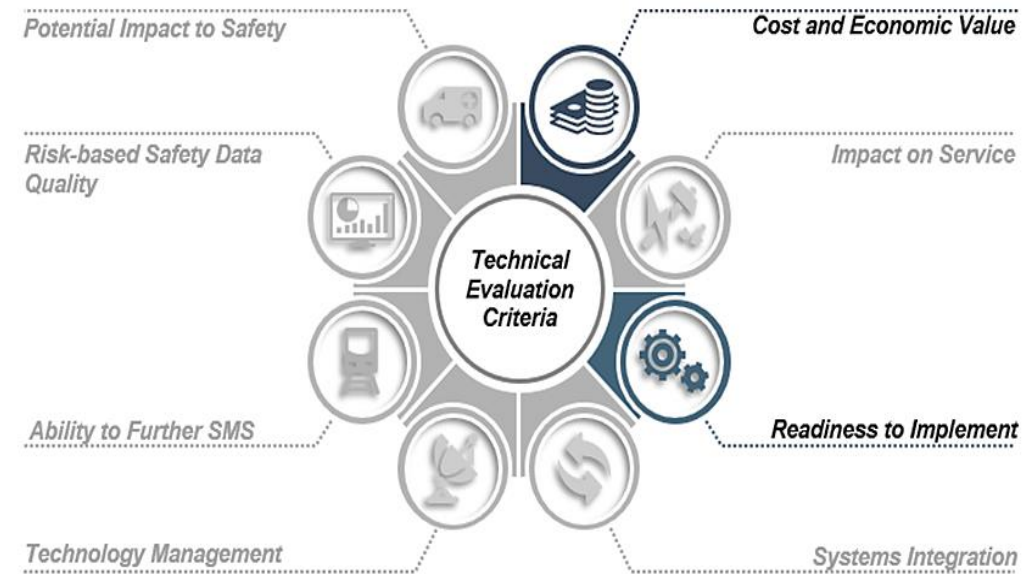 Potential Impact to Safety
Cost and Economic Value
Risk-based Safety Data
Quality
Impact on Service
Technical
Evaluation
Criteria
Ability to Further SMS
Readiness to Implement
Technology Management
Systems Integration